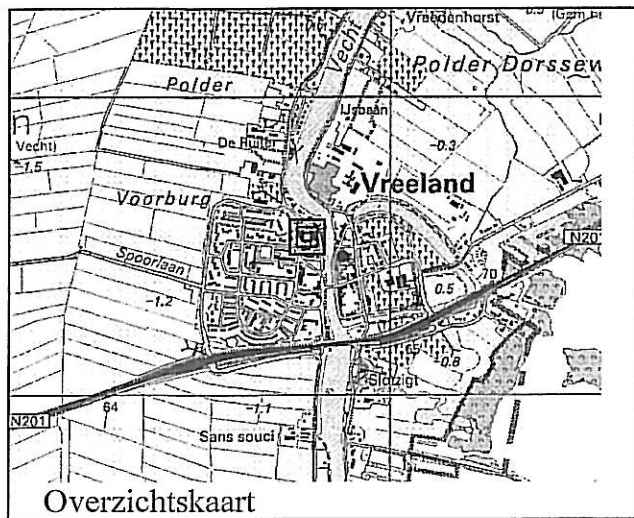 Vreedenhorst
Vecht
Polder
Polder Dorssew
IJsbaan
De Ruiter
Vecht)
-0.3
-1.5
Vreeland
Voorburg
N201
Spoorlaan
70
0.5
-1.2
65
-0.8
Slotzigt
64
-1.1
N201
Sans souci
Overzichtskaart